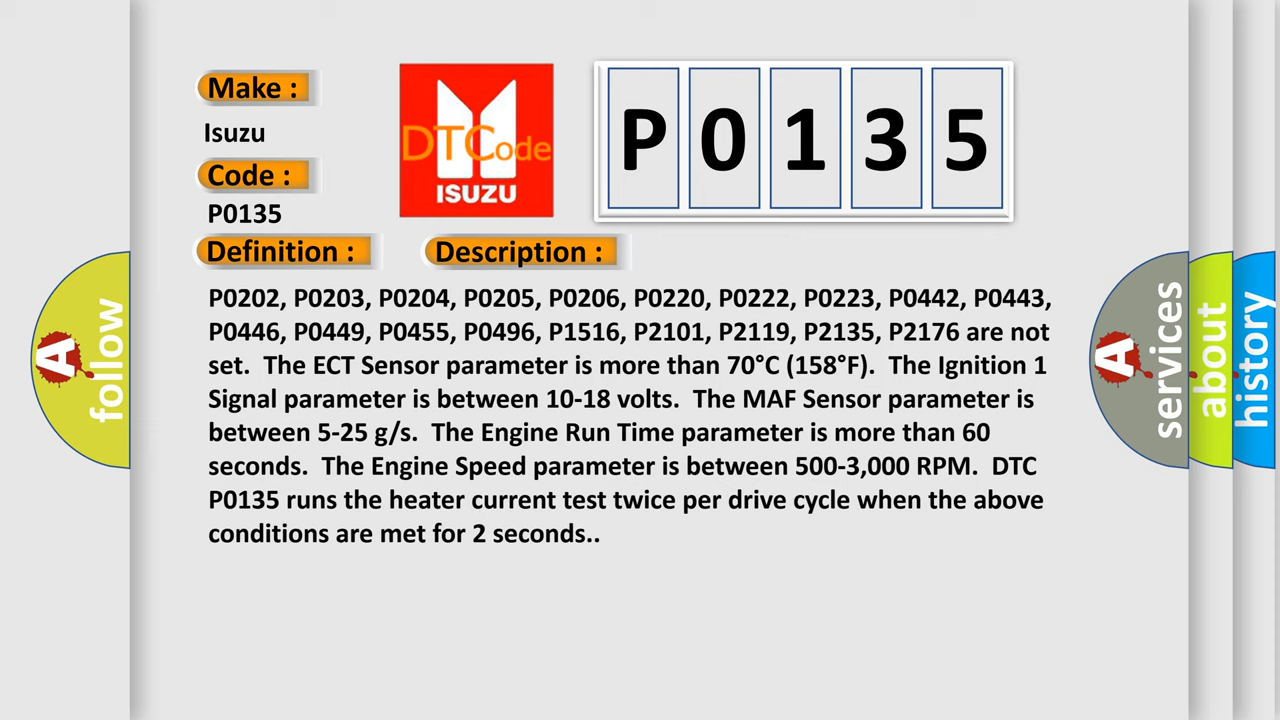 Make :
Isuzu
Code :
P0135
Definition :
Description :
DTCode
ISUZU
P 0 1 3 5
P0202, P0203, P0204, P0205, P0206, P0220, P0222, P0223, P0442, P0443,
P0446, P0449, P0455, P0496, P1516, P2101, P2119, P2135, P2176 are not
set. The ECT Sensor parameter is more than 70°C (158°F). The Ignition 1
Signal parameter is between 10-18 volts. The MAF Sensor parameter is
between 5-25 g/s. The Engine Run Time parameter is more than 60
seconds. The Engine Speed parameter is between 500-3,000 RPM. DTC
P0135 runs the heater current test twice per drive cycle when the above
conditions are met for 2 seconds..
A
follow
A
services
about
history